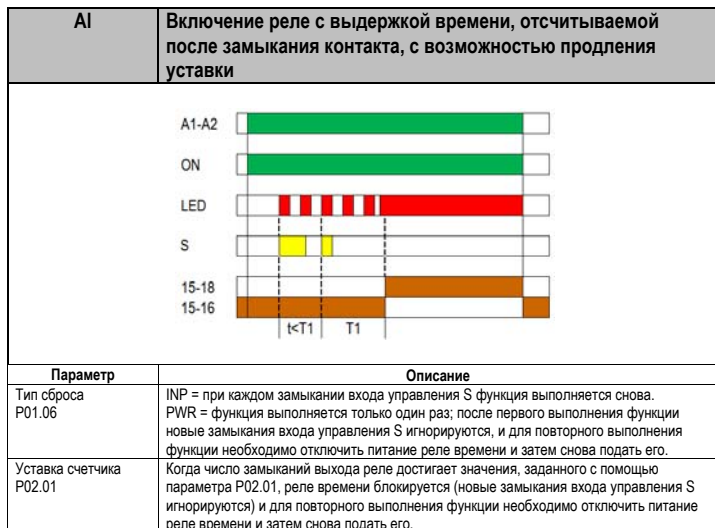 AI
Включение реле с выдержкой времени, отсчитываемой
после замыкания контакта, с возможностью продления
уставки
A1-A2
ON
LED
S
15-18
15-16
t<T1
T1
Параметр
Описание
Тип сброса
P01.06
INP = при каждом замыкании входа управления S функция выполняется снова.
PWR = функция выполняется только один раз; после первого выполнения функции
новые замыкания входа управления S игнорируются, и для повторного выполнения
функции необходимо отключить питание реле времени и затем снова подать его.
Уставка счетчика
P02.01
Когда число замыканий выхода реле достигает значения, заданного с помощью
параметра P02.01, реле времени блокируется (новые замыкания входа управления S
игнорируются) и для повторного выполнения функции необходимо отключить питание
реле времени и затем снова подать его.